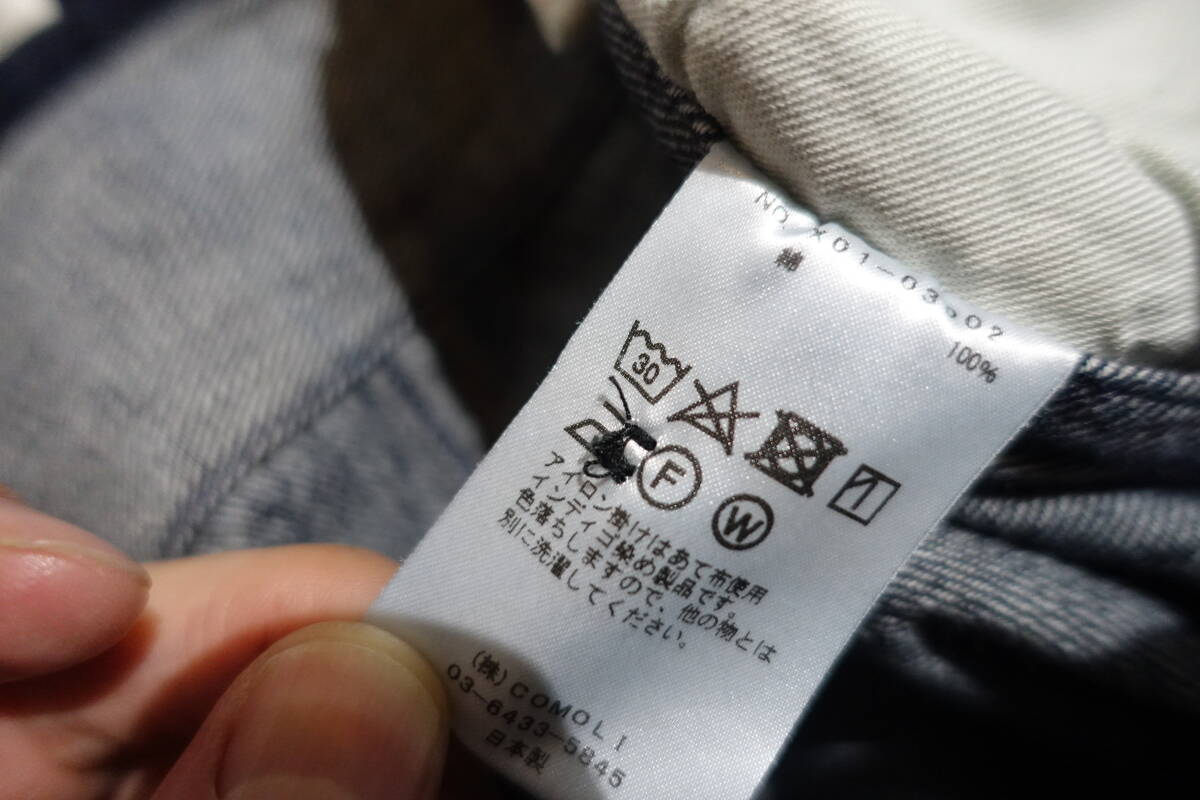 NO. X01-03002
綿 100%
30
F W
アイロン掛けはあて布使用
インディゴ染め製品です。
色落ちしますので、他の物とは
別に洗濯してください。
(株)COMOLI
03-6433-5845
日本製